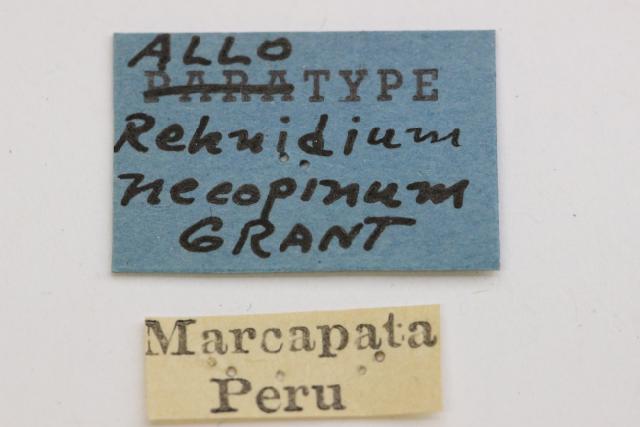 ALLO
PARATYPE
Rehnidium
necopinum
GRANT
Marcapata
Peru